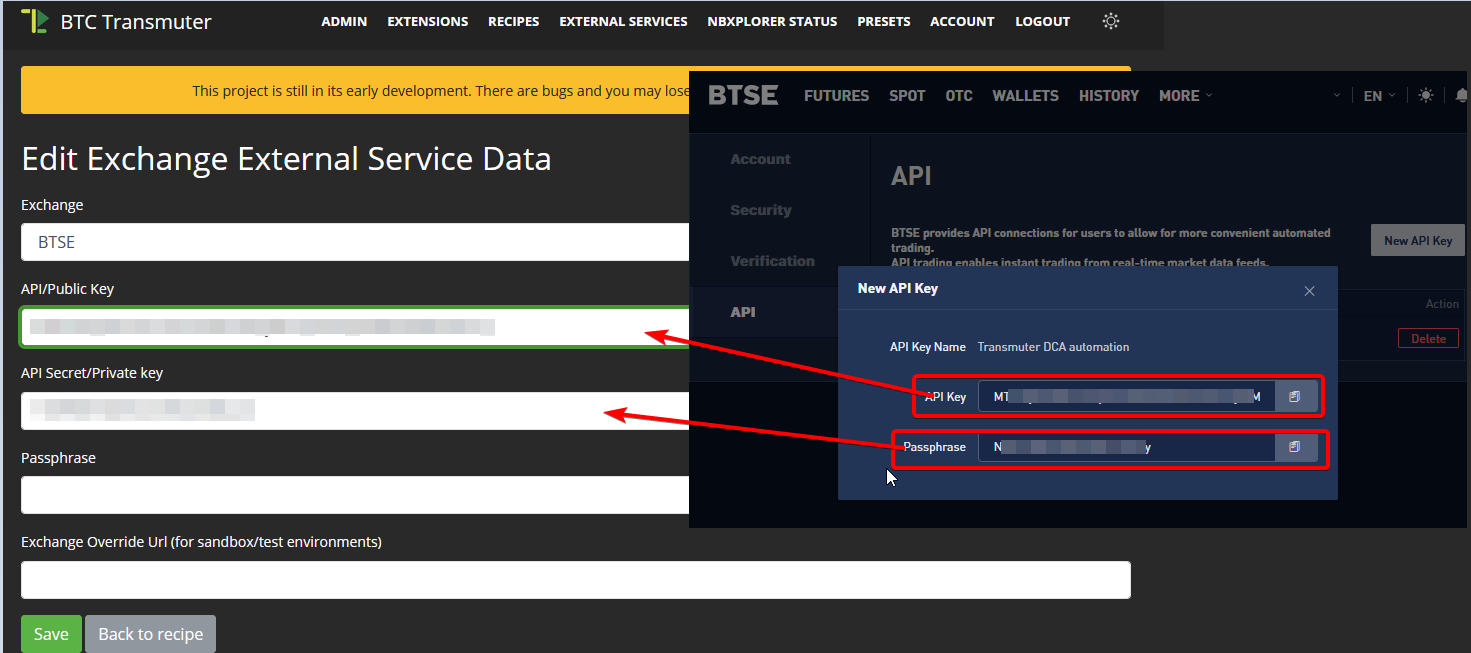 BTC Transmuter
ADMIN EXTENSIONS RECIPES EXTERNAL SERVICES NBXPLORER STATUS PRESETS ACCOUNT LOGOUT
This project is still in its early development. There are bugs and you may lose
Edit Exchange External Service Data
Exchange
BTSE
API/Public Key
API Secret/Private key
Passphrase
Exchange Override Url (for sandbox/test environments)
Save Back to recipe
BTSE FUTURES SPOT OTC WALLETS HISTORY MORE EN
Account
Security
Verification
API
API
BTSE provides API connections for users to allow for more convenient automated
trading.
API trading enables instant trading from real-time market data feeds.
New API Key
Action
Delete
New API Key
API Key Name Transmuter DCA automation
API Key MT M
Passphrase N y